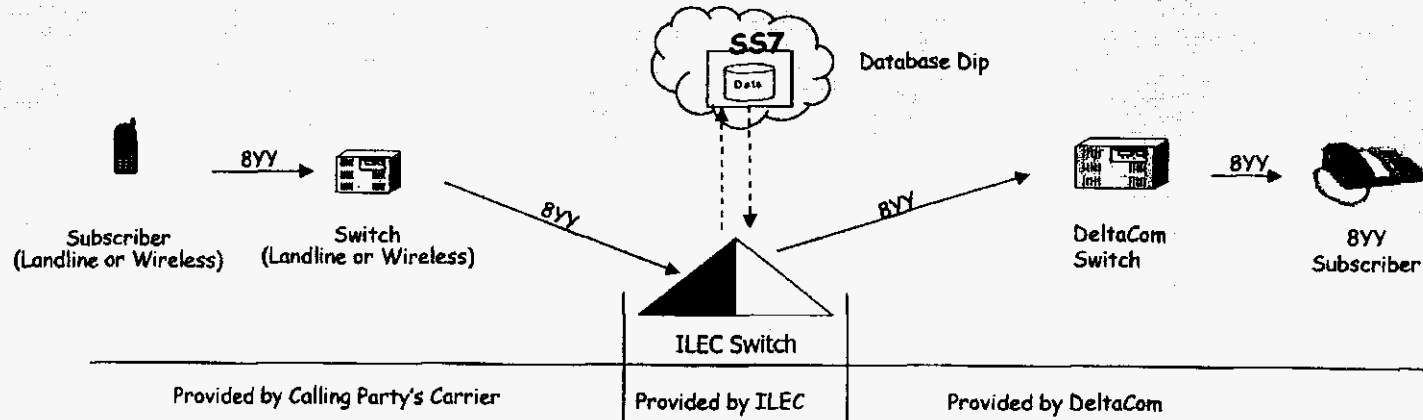 SS7
Data
Database Dip
8YY
8YY
8YY
8YY
Subscriber
(Landline or Wireless)
Switch
(Landline or Wireless)
DeltaCom
Switch
8YY
Subscriber
ILEC Switch
Provided by Calling Party's Carrier
Provided by ILEC
Provided by DeltaCom